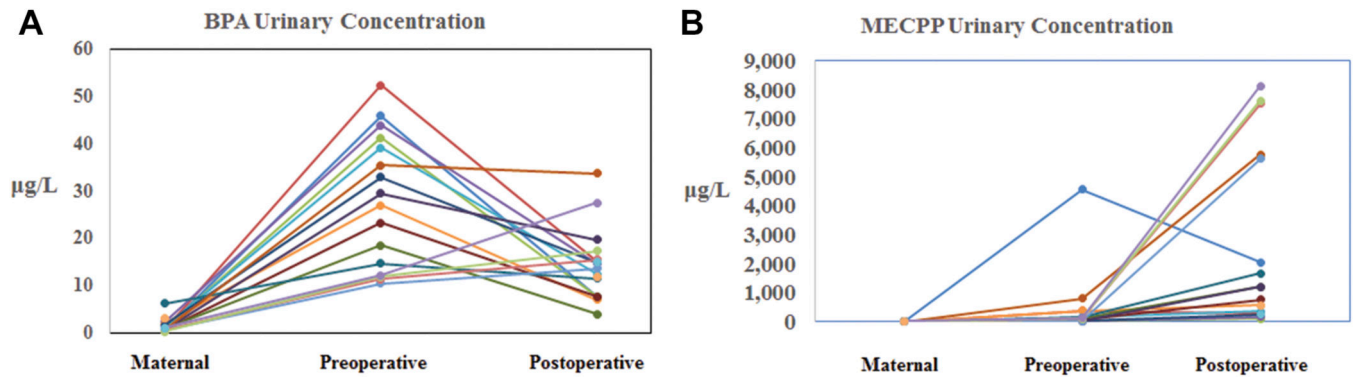 A
BPA Urinary Concentration
60
50
40
30
20
10
0
µg/L
Maternal Preoperative Postoperative
B
MECPP Urinary Concentration
9,000
8,000
7,000
6,000
5,000
4,000
3,000
2,000
1,000
0
µg/L
Maternal Preoperative Postoperative